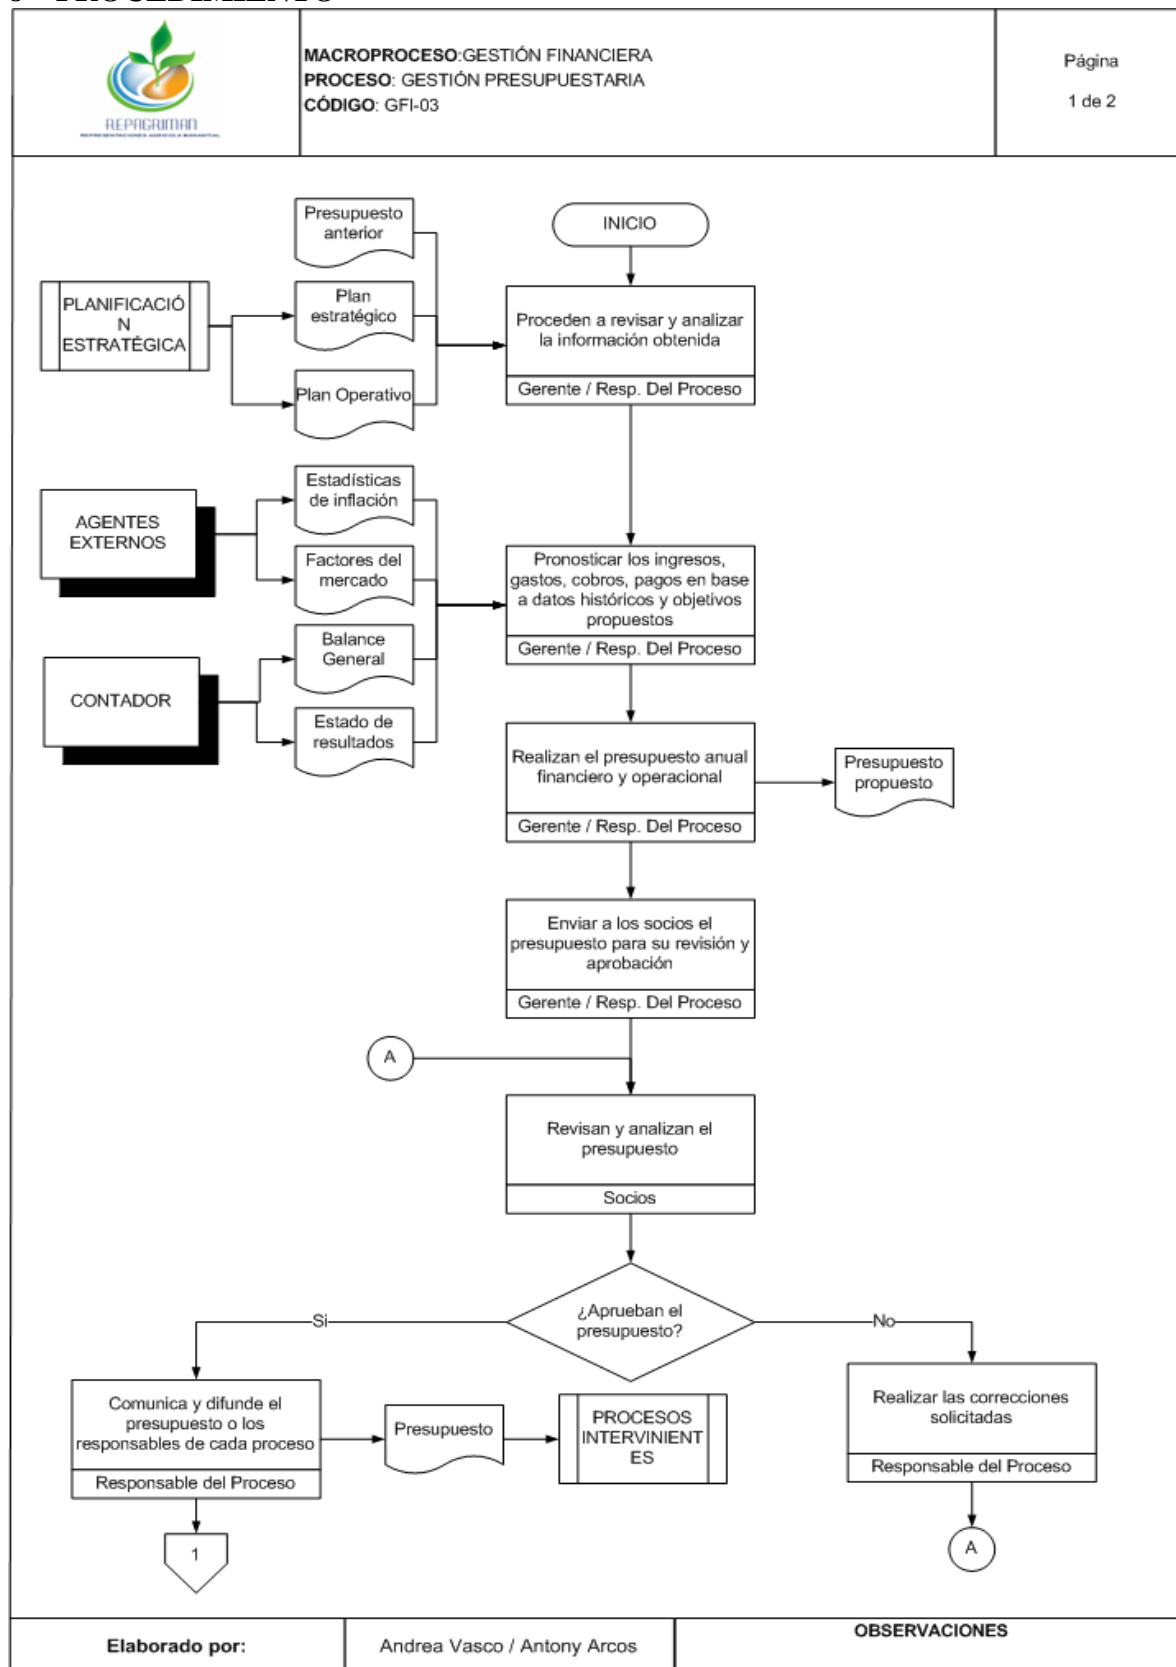 PROCEDIMIENTO
REPAGRIMAN
REPRESENTACIONES AGRICOLA MANANTIAL
MACROPROCESO:GESTIÓN FINANCIERA
PROCESO: GESTIÓN PRESUPUESTARIA
CÓDIGO: GFI-03
Página
1 de 2
Presupuesto
anterior
INICIO
PLANIFICACIÓ
N
ESTRATÉGICA
Plan
estratégico
Plan Operativo
Proceden a revisar y analizar
la información obtenida
Gerente / Resp. Del Proceso
AGENTES
EXTERNOS
Estadísticas
de inflación
Factores del
mercado
Pronosticar los ingresos,
gastos, cobros, pagos en base
a datos históricos y objetivos
propuestos
Gerente / Resp. Del Proceso
CONTADOR
Balance
General
Estado de
resultados
Realizan el presupuesto anual
financiero y operacional
Gerente / Resp. Del Proceso
Presupuesto
propuesto
Enviar a los socios el
presupuesto para su revisión y
aprobación
Gerente / Resp. Del Proceso
A
Revisan y analizan el
presupuesto
Socios
¿Aprueban el
presupuesto?
Si
No
Comunica y difunde el
presupuesto o los
responsables de cada proceso
Responsable del Proceso
Presupuesto
PROCESOS
INTERVINIENT
ES
Realizar las correcciones
solicitadas
Responsable del Proceso
1
A
Elaborado por:
Andrea Vasco / Antony Arcos
OBSERVACIONES